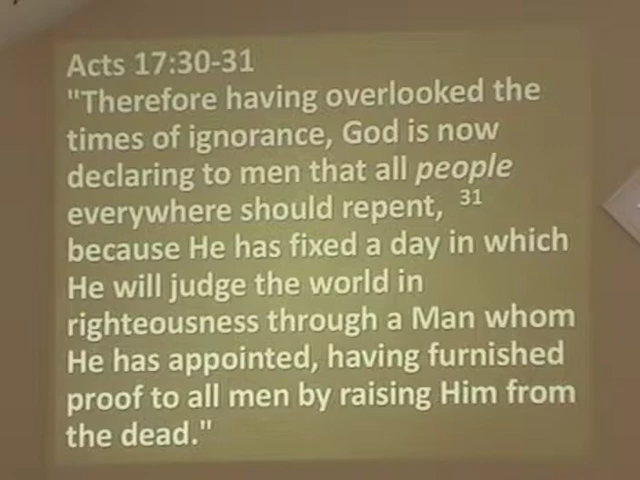 Acts 17:30-31
"Therefore having overlooked the
times of ignorance, God is now
declaring to men that all people
everywhere should repent, 31
because He has fixed a day in which
He will judge the world in
righteousness through a Man whom
He has appointed, having furnished
proof to all men by raising Him from
the dead."